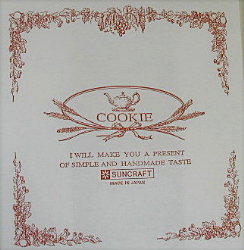 COOKIE
I WILL MAKE YOU A PRESENT
OF SIMPLE AND HANDMADE TASTE
SUNCRAFT
MADE IN JAPAN